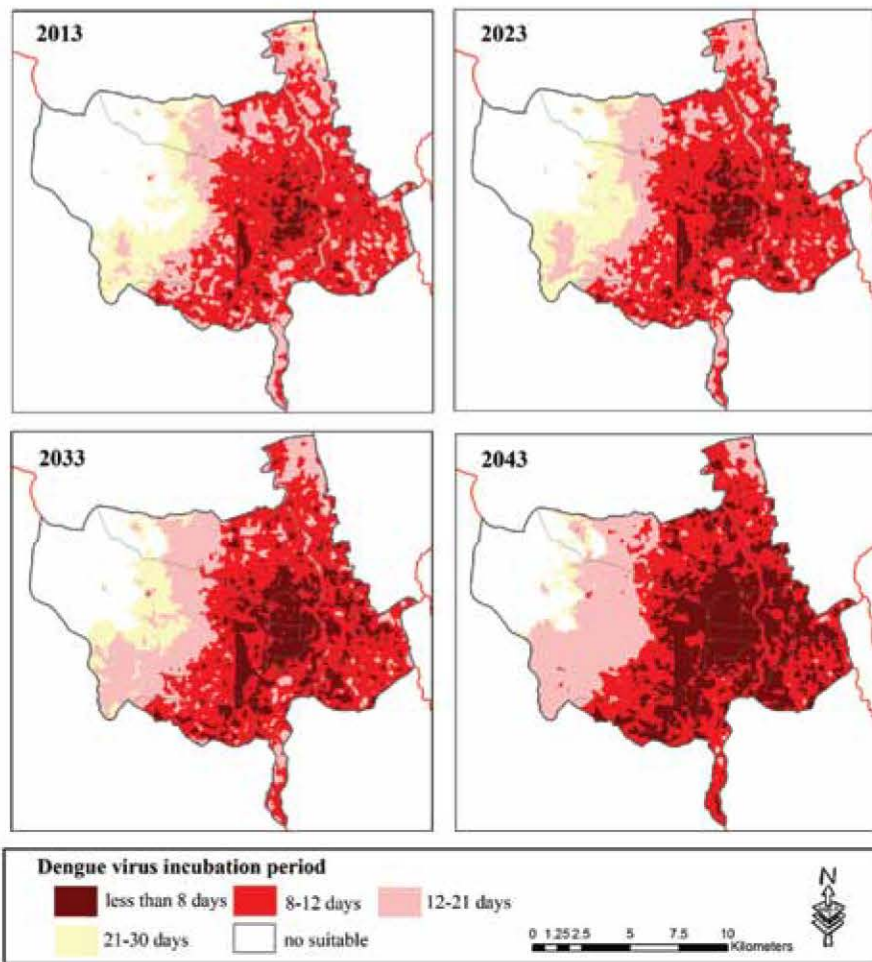 2013
2023
2033
2043
Dengue virus incubation period
less than 8 days
8-12 days
12-21 days
21-30 days
no suitable
N
0 1.25 2.5 5 7.5 10
Kilometers